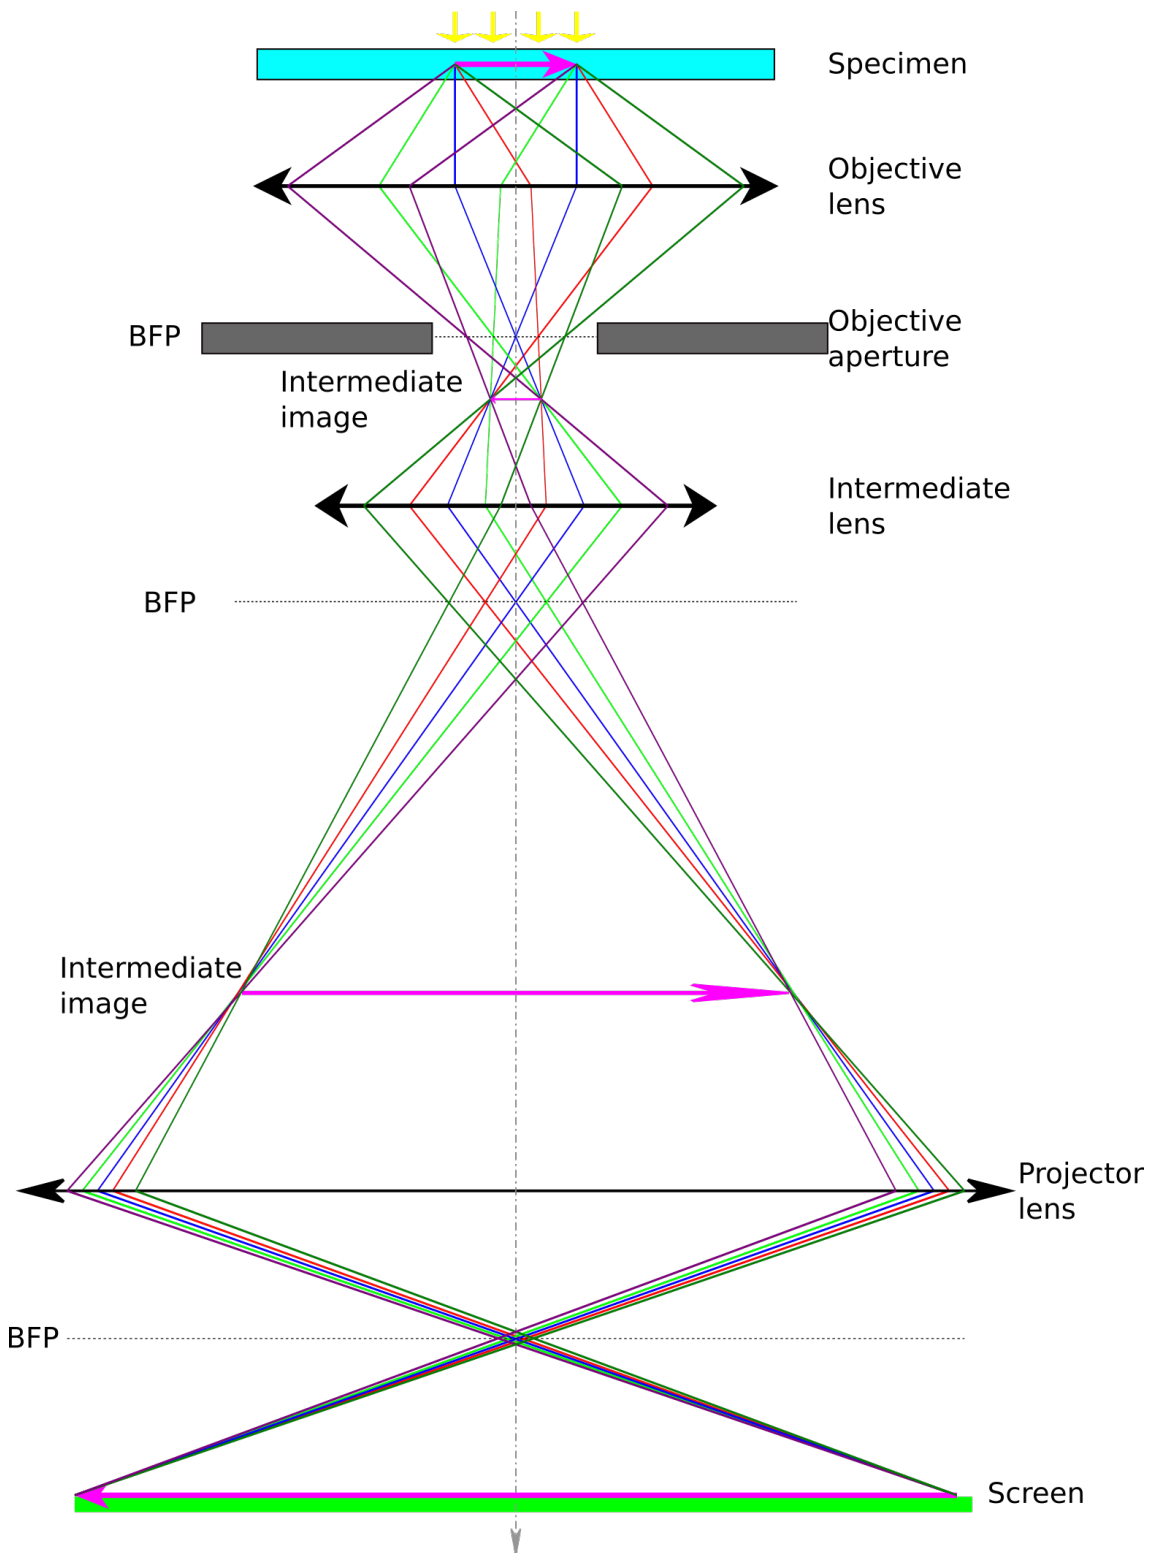 Specimen
Objective
lens
BFP
Objective
aperture
Intermediate
image
Intermediate
lens
BFP
Intermediate
image
Projector
lens
BFP
Screen